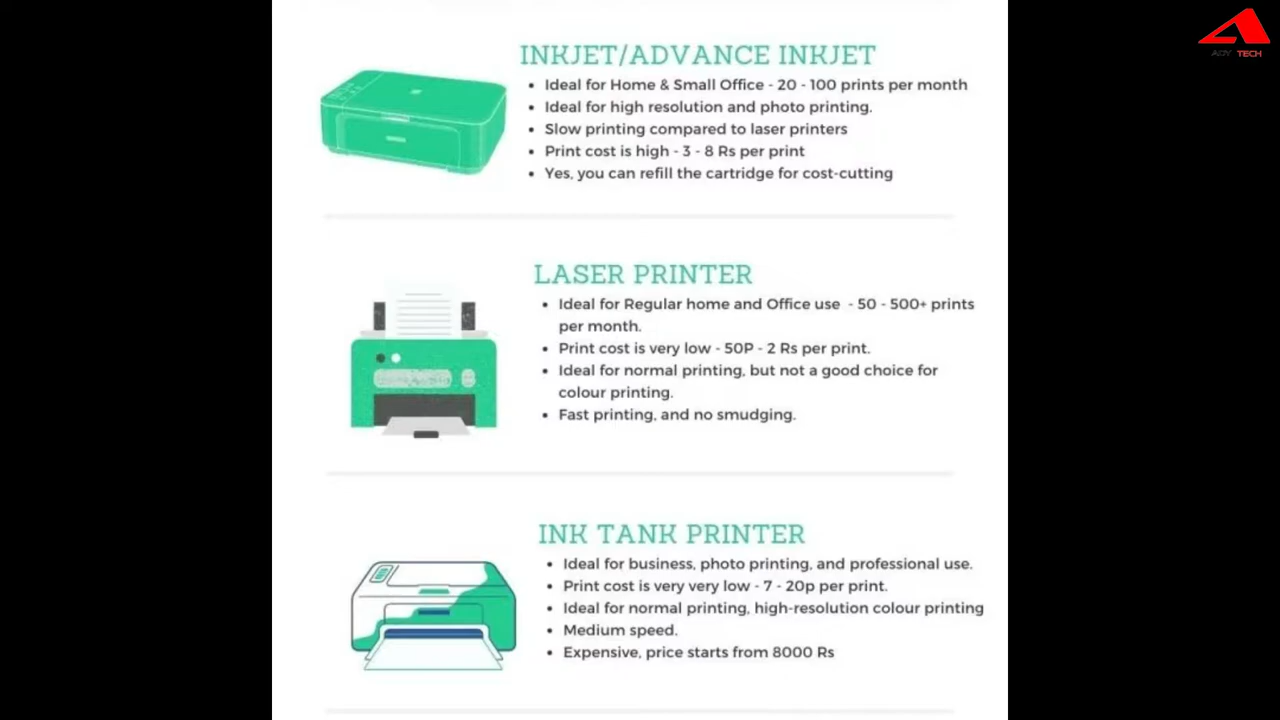 ADY TECH
INKJET/ADVANCE INKJET
• Ideal for Home & Small Office - 20 - 100 prints per month
• Ideal for high resolution and photo printing.
• Slow printing compared to laser printers
• Print cost is high - 3 - 8 Rs per print
• Yes, you can refill the cartridge for cost-cutting
LASER PRINTER
• Ideal for Regular home and Office use - 50 - 500+ prints
per month.
• Print cost is very low - 50P - 2 Rs per print.
• Ideal for normal printing, but not a good choice for
colour printing.
• Fast printing, and no smudging.
INK TANK PRINTER
• Ideal for business, photo printing, and professional use.
• Print cost is very very low - 7 - 20p per print.
• Ideal for normal printing, high-resolution colour printing
• Medium speed.
• Expensive, price starts from 8000 Rs